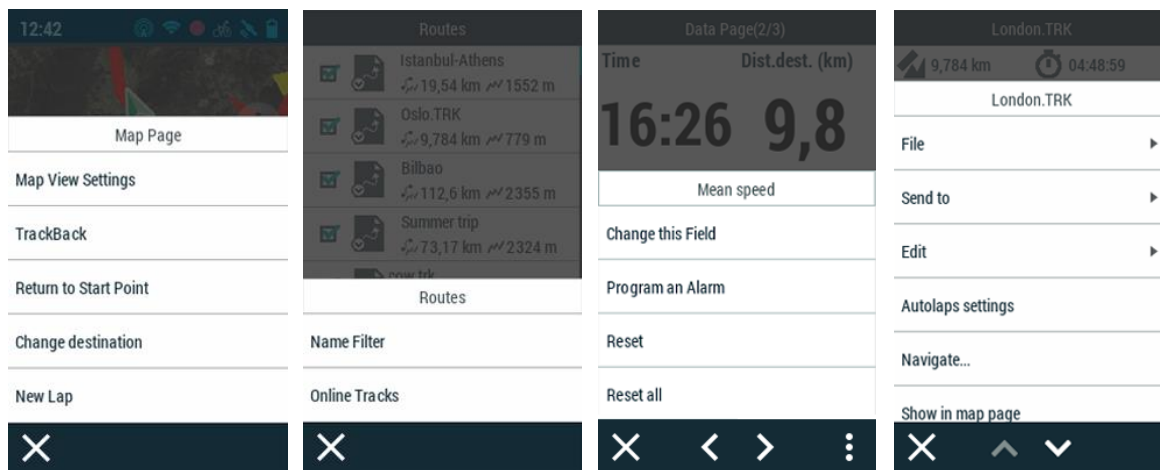 12:42
Map Page
Map View Settings
TrackBack
Return to Start Point
Change destination
New Lap
Routes
Istanbul-Athens
19,54 km 1552 m
Oslo.TRK
9,784 km 779 m
Bilbao
112,6 km 2355 m
Summer trip
73,17 km 2324 m
cow.trk
Routes
Name Filter
Online Tracks
Data Page(2/3)
Time Dist.dest. (km)
16:26 9,8
Mean speed
Change this Field
Program an Alarm
Reset
Reset all
London.TRK
9,784 km 04:48:59
London.TRK
File
Send to
Edit
Autolaps settings
Navigate...
Show in map page